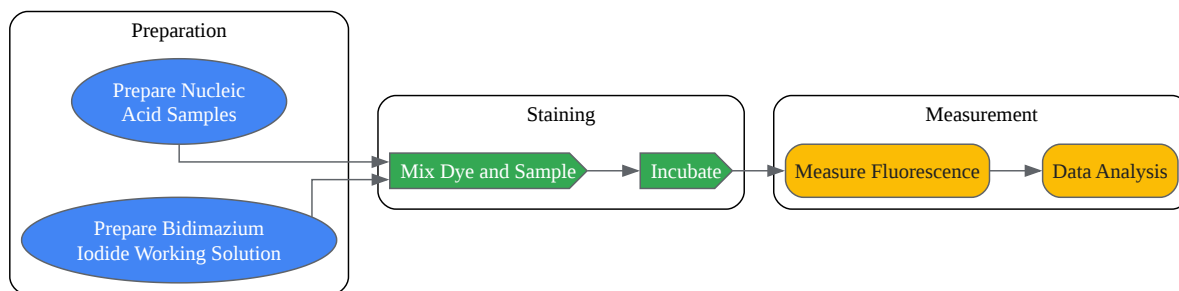 Preparation
Prepare Nucleic
Acid Samples
Prepare Bidimazium
Iodide Working Solution
Staining
Mix Dye and Sample
Incubate
Measurement
Measure Fluorescence
Data Analysis